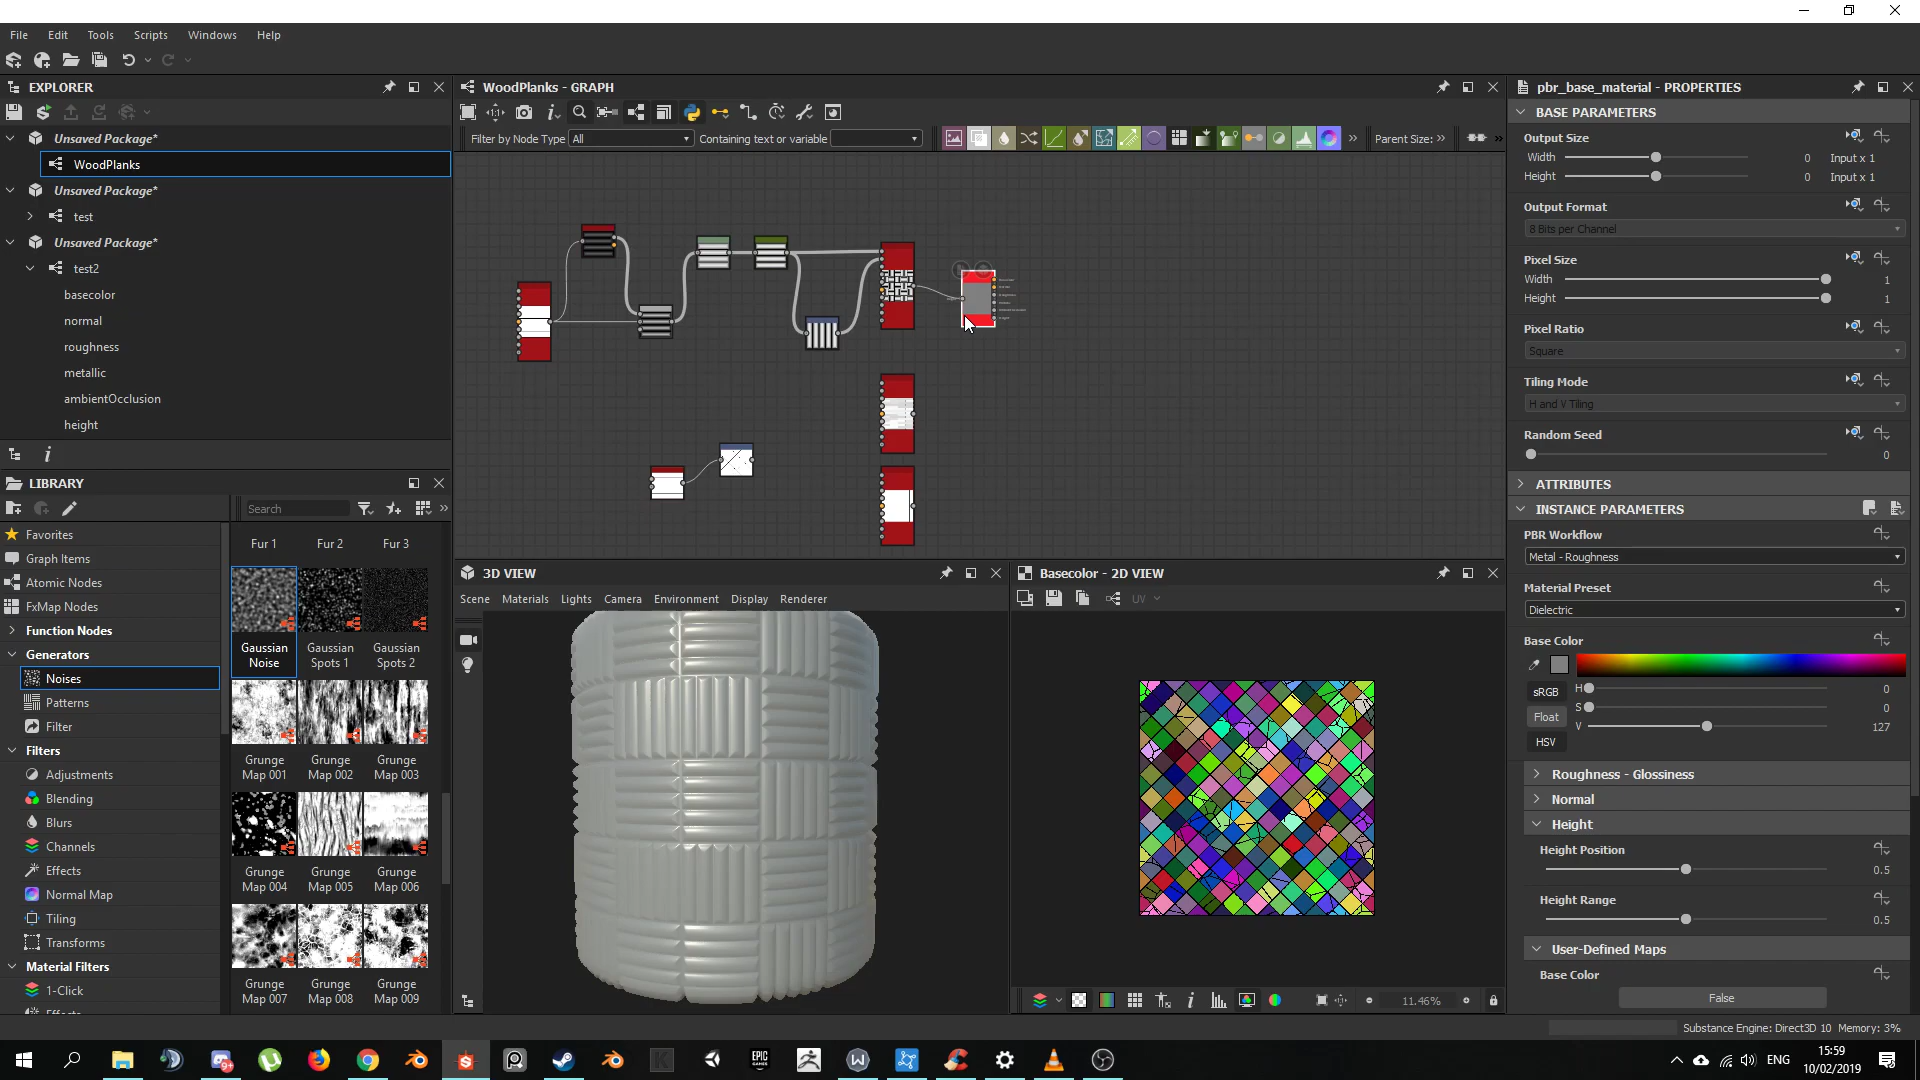 File Edit Tools Scripts Windows Help
EXPLORER
Unsaved Package*
WoodPlanks
Unsaved Package*
test
Unsaved Package*
test2
basecolor
normal
roughness
metallic
ambientOcclusion
height
LIBRARY
Search
Favorites
Graph Items
Atomic Nodes
FxMap Nodes
Function Nodes
Generators
Noises
Patterns
Filter
Filters
Adjustments
Blending
Blurs
Channels
Effects
Normal Map
Tiling
Transforms
Material Filters
1-Click
Effects
Fur 1 Fur 2 Fur 3
Gaussian Noise
Gaussian Spots 1
Gaussian Spots 2
Grunge Map 001
Grunge Map 002
Grunge Map 003
Grunge Map 004
Grunge Map 005
Grunge Map 006
Grunge Map 007
Grunge Map 008
Grunge Map 009
WoodPlanks - GRAPH
Filter by Node Type All Containing text or variable Parent Size:
3D VIEW
Scene Materials Lights Camera Environment Display Renderer
Basecolor - 2D VIEW
UV
11.46%
pbr_base_material - PROPERTIES
BASE PARAMETERS
Output Size
Width 0 Input x 1
Height 0 Input x 1
Output Format
8 Bits per Channel
Pixel Size
Width 1
Height 1
Pixel Ratio
Square
Tiling Mode
H and V Tiling
Random Seed
0
ATTRIBUTES
INSTANCE PARAMETERS
PBR Workflow
Metal - Roughness
Material Preset
Dielectric
Base Color
sRGB H 0
Float S 0
V 127
HSV
Roughness - Glossiness
Normal
Height
Height Position
0.5
Height Range
0.5
User-Defined Maps
Base Color
False
Substance Engine: Direct3D 10 Memory: 3%
9+
EPIC GAMES
ENG
15:59
10/02/2019